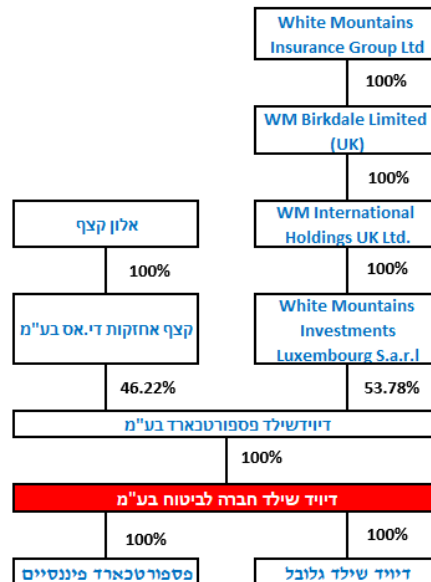 White Mountains
Insurance Group Ltd
100%
WM Birkdale Limited
(UK)
100%
אלון קצף
WM International
Holdings UK Ltd.
100%
100%
קצף אחזקות די.אס בע"מ
White Mountains
Investments
Luxembourg S.a.r.l
46.22%
53.78%
דיוידשילד פספורטכארד בע"מ
100%
דיויד שילד חברה לביטוח בע"מ
100%
100%
פספורטכארד פיננסיים
דיויד שילד גלובל